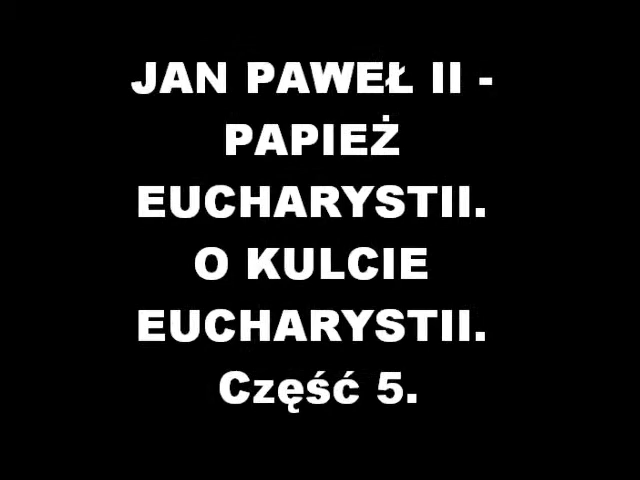 JAN PAWEŁ II -
PAPIEŻ
EUCHARYSTII.
O KULCIE
EUCHARYSTII.
Część 5.